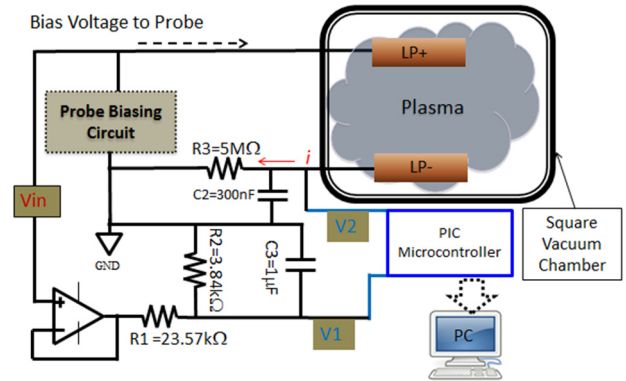 Bias Voltage to Probe
LP+
Plasma
Probe Biasing
Circuit
R3=5MΩ
i
LP-
Vin
C2=300nF
V2
PIC
Microcontroller
Square
Vacuum
Chamber
GND
R2=3.84kΩ
C3=1µF
+
-
R1 =23.57kΩ
V1
PC